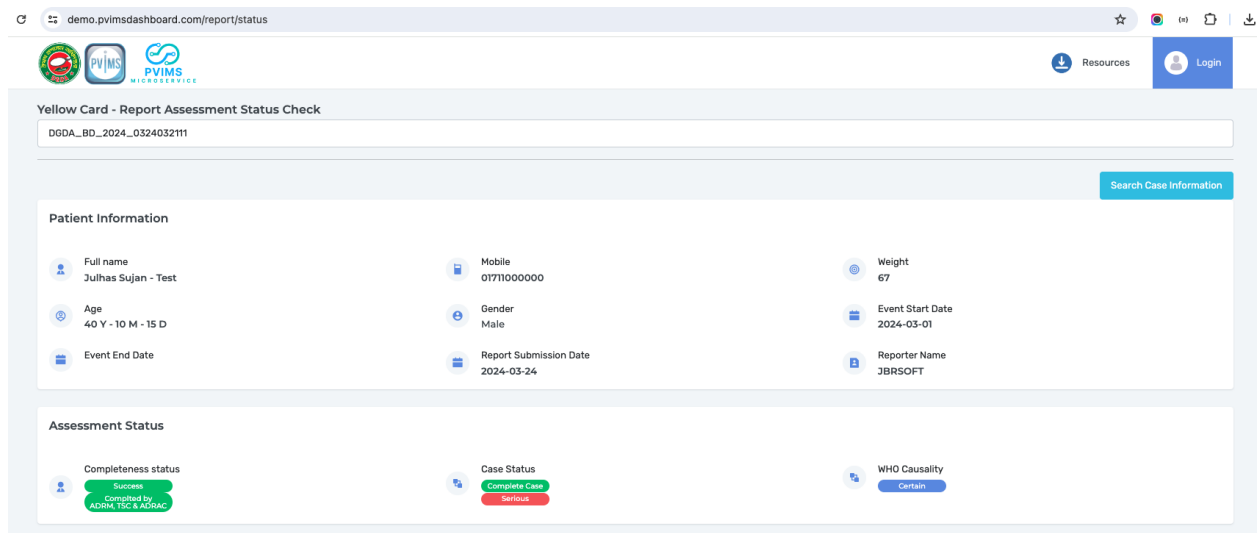 demo.pvimsdashboard.com/report/status
PViMS
PVIMS
MICROSERVICE
Resources
Login
Yellow Card - Report Assessment Status Check
DGDA_BD_2024_0324032111
Search Case Information
Patient Information
Full name
Julhas Sujan - Test
Mobile
01711000000
Weight
67
Age
40 Y - 10 M - 15 D
Gender
Male
Event Start Date
2024-03-01
Event End Date
Report Submission Date
2024-03-24
Reporter Name
JBRSOFT
Assessment Status
Completeness status
Success
Complted by
ADRM, TSC & ADRAC
Case Status
Complete Case
Serious
WHO Causality
Certain